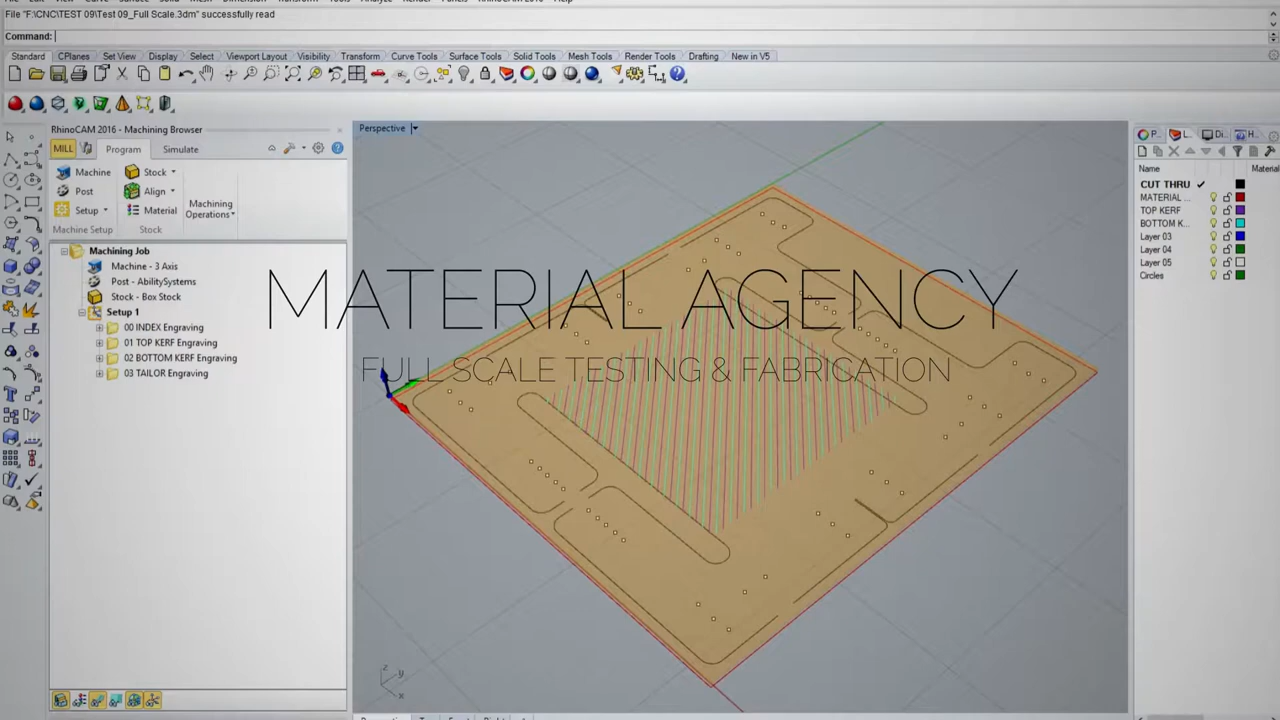 File "F:\CNC\TEST 09\Test 09_Full Scale.3dm" successfully read
Command:
Standard CPlanes Set View Display Select Viewport Layout Visibility Transform Curve Tools Surface Tools Solid Tools Mesh Tools Render Tools Drafting New in V5
RhinoCAM 2016 - Machining Browser
MILL Program Simulate
Machine Stock
Post Align
Setup Material
Machining Operations
Machine Setup Stock
Machining Job
Machine - 3 Axis
Post - AbilitySystems
Stock - Box Stock
Setup 1
00 INDEX Engraving
01 TOP KERF Engraving
02 BOTTOM KERF Engraving
03 TAILOR Engraving
Perspective
MATERIAL AGENCY
FULL SCALE TESTING & FABRICATION
z
y
x
P... L... Di... H...
Name Material
CUT THRU
MATERIAL ...
TOP KERF
BOTTOM K...
Layer 03
Layer 04
Layer 05
Circles